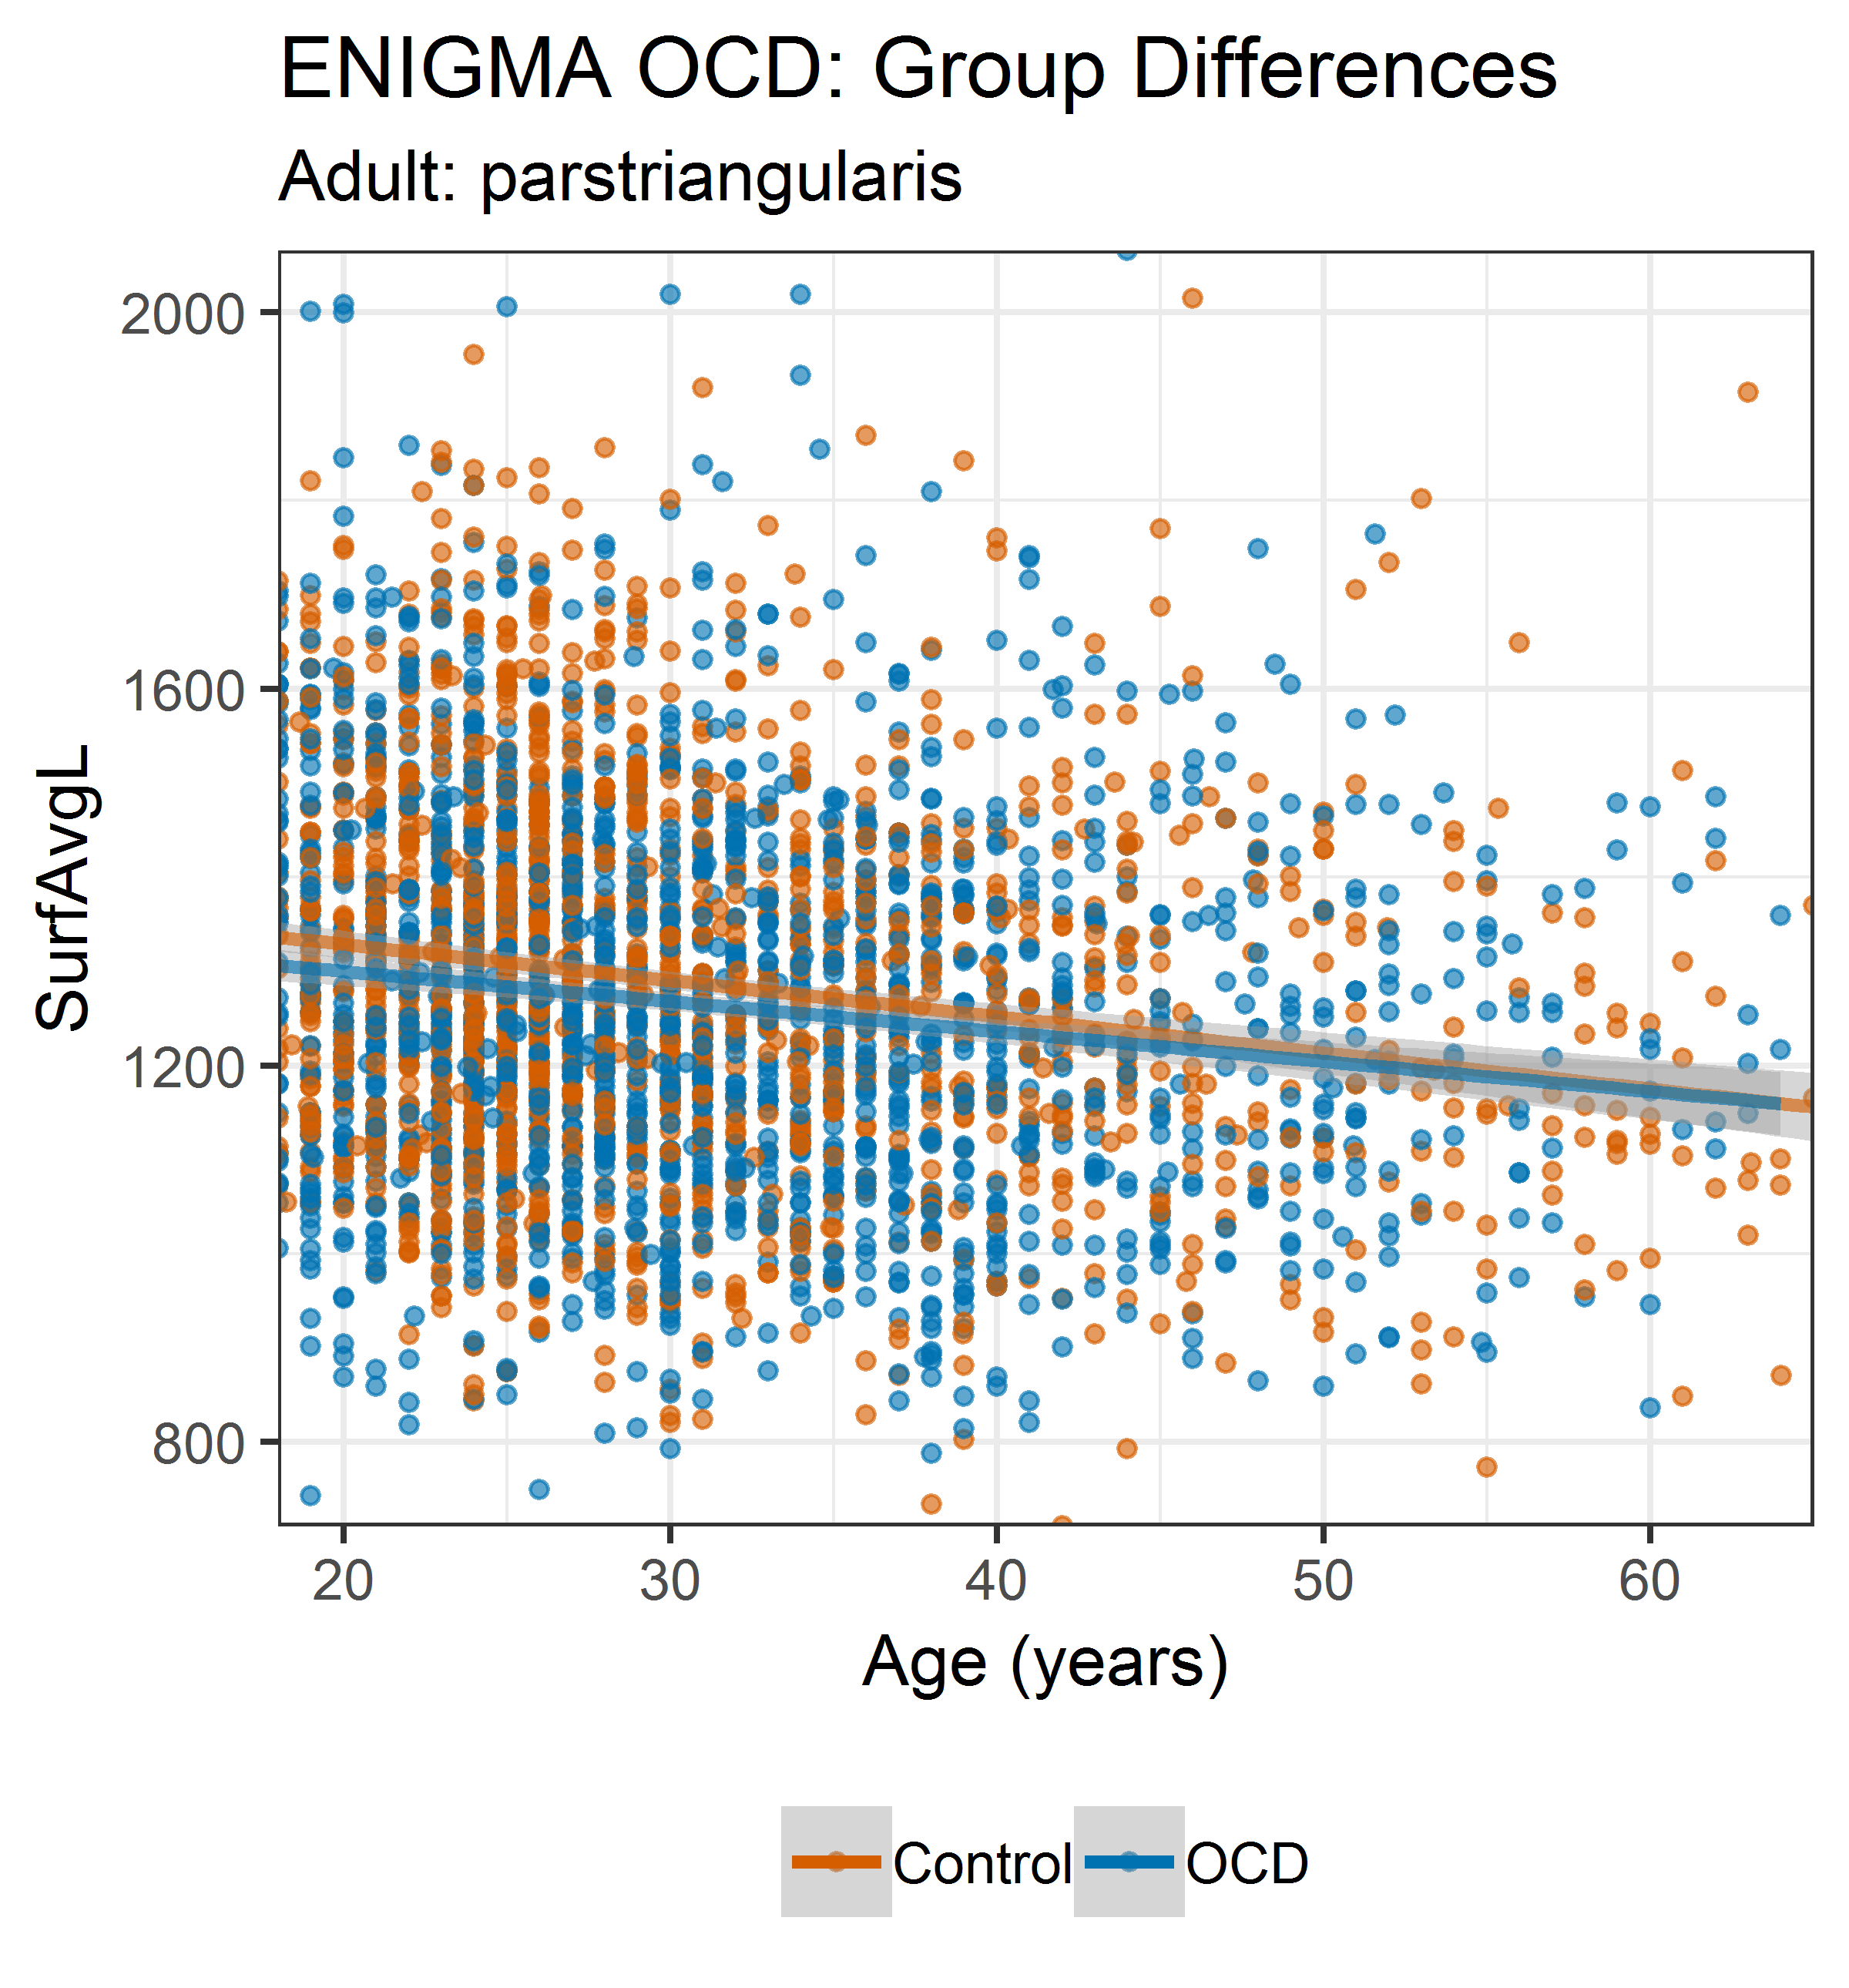 ENIGMA OCD: Group Differences
Adult: parstriangularis
SurfAvgL
2000
1600
1200
800
20 30 40 50 60
Age (years)
Control OCD